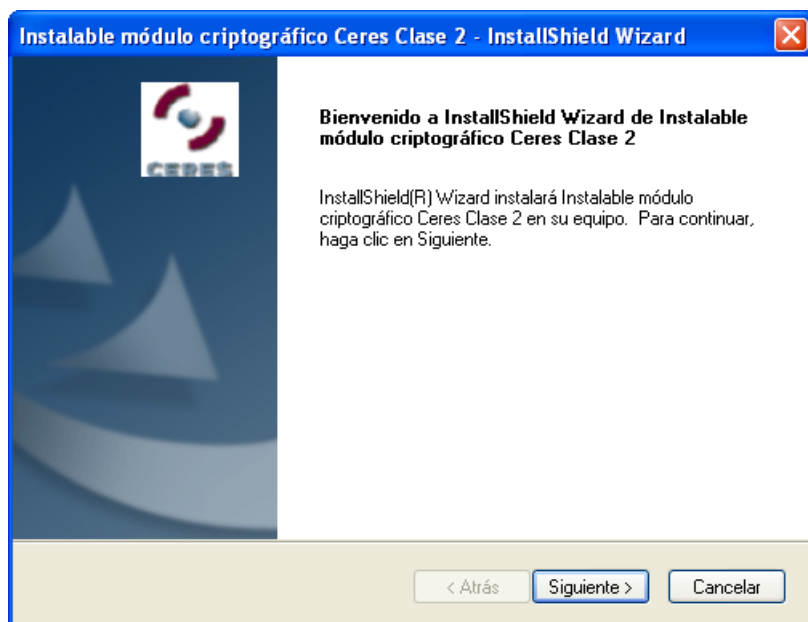 Instalable módulo criptográfico Ceres Clase 2 - InstallShield Wizard
CERES
Bienvenido a InstallShield Wizard de Instalable
módulo criptográfico Ceres Clase 2
InstallShield(R) Wizard instalará Instalable módulo
criptográfico Ceres Clase 2 en su equipo. Para continuar,
haga clic en Siguiente.
< Atrás
Siguiente >
Cancelar